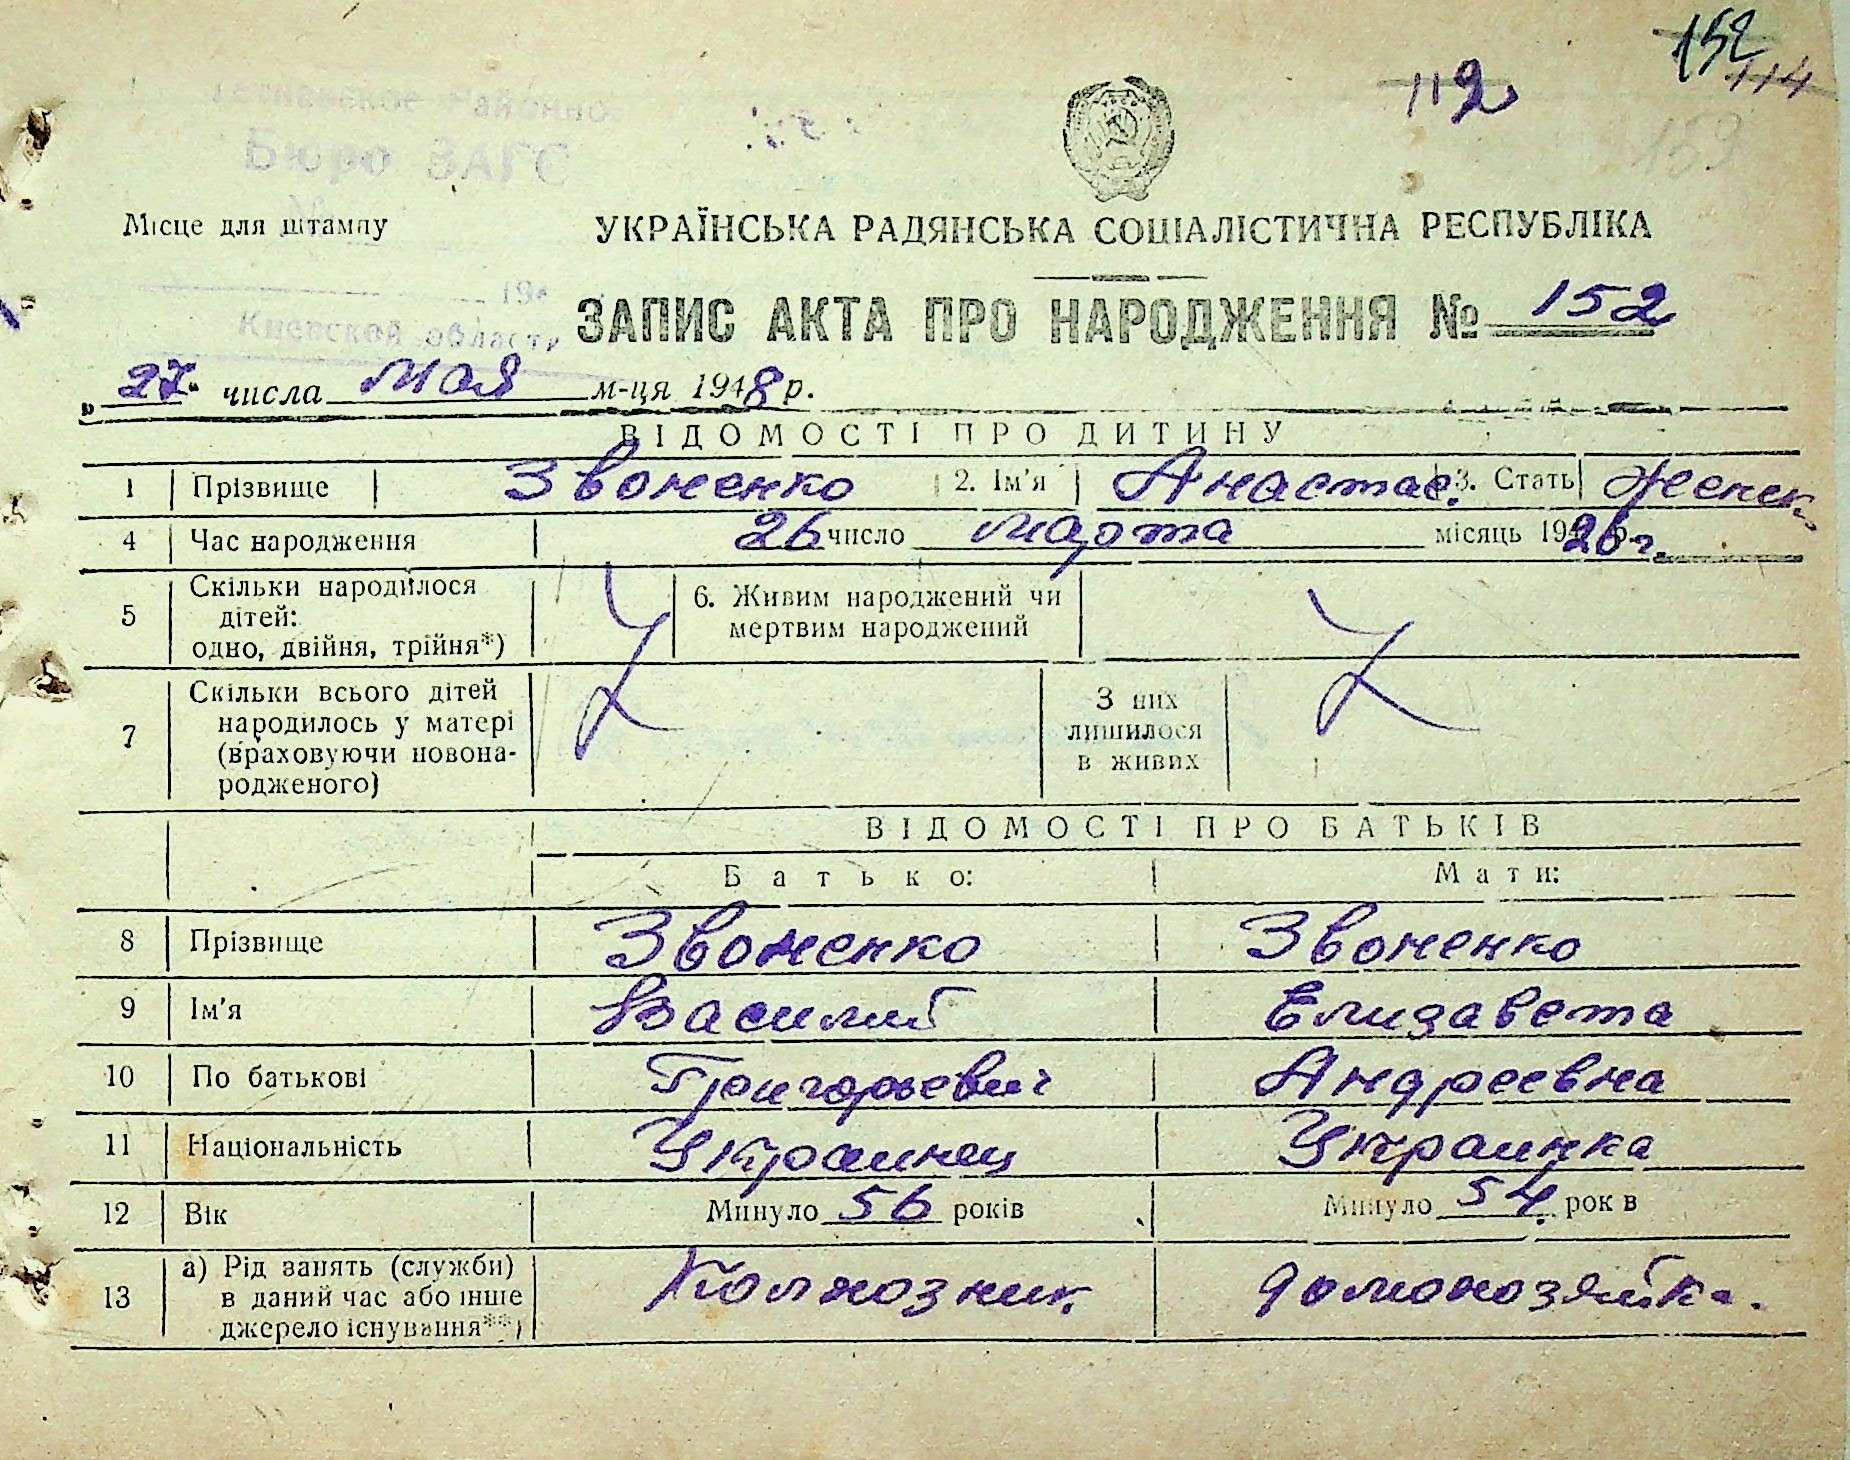 152
112
114
159
Бюро ЗАГС
Місце для штампу
УКРАЇНСЬКА РАДЯНСЬКА СОЦІАЛІСТИЧНА РЕСПУБЛІКА
194
Киевской области
ЗАПИС АКТА ПРО НАРОДЖЕННЯ № 152
„27“ числа мая м-ця 1948 р.
ВІДОМОСТІ ПРО ДИТИНУ
1 Прізвище Звоненко 2. Ім'я Анастас. 3. Стать женск.
4 Час народження 26 число марта місяць 1926 г.
5 Скільки народилося дітей: одно, двійня, трійня*) 6. Живим народжений чи мертвим народжений
7 Скільки всього дітей народилось у матері (враховуючи новонародженого) З них лишилося в живих
ВІДОМОСТІ ПРО БАТЬКІВ
Батько: Мати:
8 Прізвище Звоненко Звоненко
9 Ім'я Василий Елизавета
10 По батькові Григорьевич Андреевна
11 Національність Украинец Украинка
12 Вік Минуло 56 років Минуло 54 рок в
13 а) Рід занять (служби) в даний час або інше джерело існування**) Колхозник. домохозяйка.